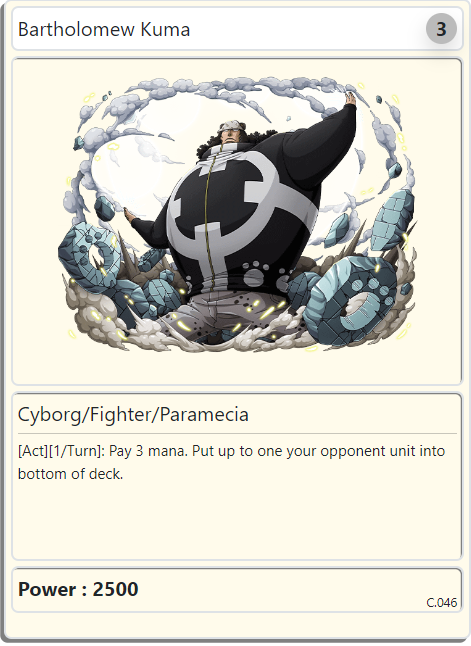 Bartholomew Kuma
3
Cyborg/Fighter/Paramecia
[Act][1/Turn]: Pay 3 mana. Put up to one your opponent unit into
bottom of deck.
Power : 2500
C.046